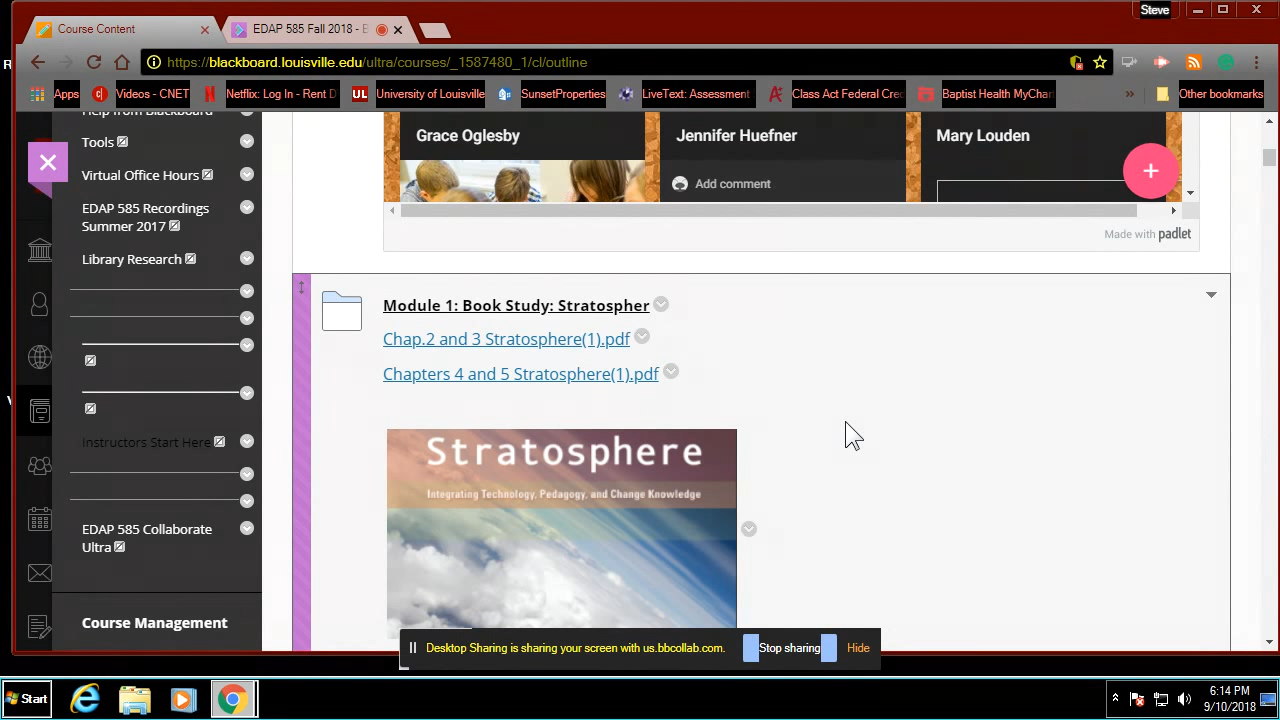 Steve
Course Content
EDAP 585 Fall 2018 - B
https://blackboard.louisville.edu/ultra/courses/_1587480_1/cl/outline
Apps
Videos - CNET
Netflix: Log In - Rent D
University of Louisville
SunsetProperties
LiveText: Assessment
Class Act Federal Cre
Baptist Health MyChar
»
Other bookmarks
Help from Blackboard
Tools
Virtual Office Hours
EDAP 585 Recordings
Summer 2017
Library Research
Instructors Start Here
EDAP 585 Collaborate
Ultra
Course Management
Grace Oglesby
Jennifer Huefner
Mary Louden
Add comment
Made with padlet
Module 1: Book Study: Stratospher
Chap.2 and 3 Stratosphere(1).pdf
Chapters 4 and 5 Stratosphere(1).pdf
Stratosphere
Integrating Technology, Pedagogy, and Change Knowledge
Desktop Sharing is sharing your screen with us.bbcollab.com.
Stop sharing
Hide
Start
6:14 PM
9/10/2018